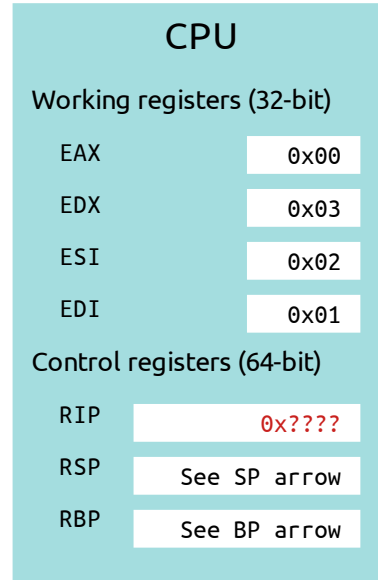 CPU
Working registers (32-bit)
EAX 0x00
EDX 0x03
ESI 0x02
EDI 0x01
Control registers (64-bit)
RIP 0x????
RSP See SP arrow
RBP See BP arrow